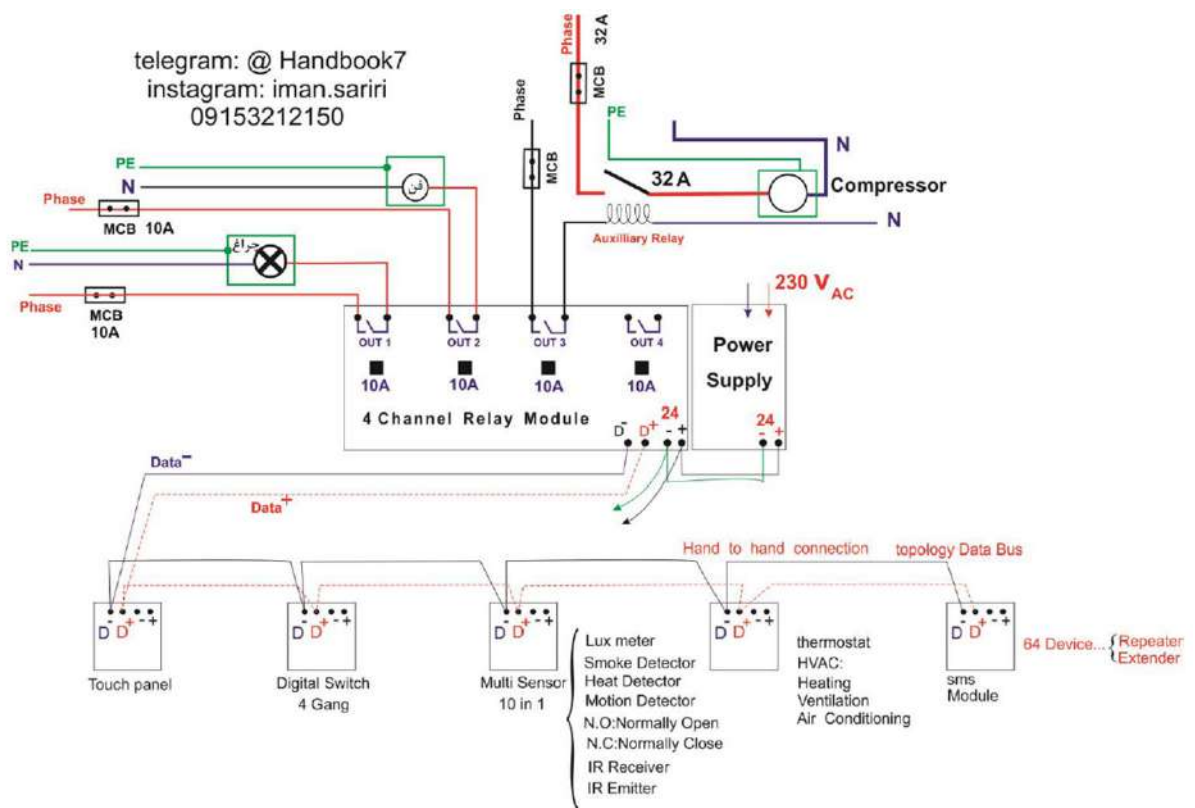 telegram: @ Handbook7
instagram: iman.sariri
09153212150
Phase
32 A
MCB
PE
N
Phase
MCB
32 A
Compressor
Auxilliary Relay
N
PE
N
فن
Phase
MCB 10A
PE
N
چراغ
Phase
MCB
10A
230 V AC
OUT 1
OUT 2
OUT 3
OUT 4
10A
10A
10A
10A
4 Channel Relay Module
24
D- D+ - +
Power
Supply
24
- +
Data-
Data+
Hand to hand connection topology Data Bus
D- D+ - +
Touch panel
D- D+ - +
Digital Switch
4 Gang
D- D+ - +
Multi Sensor
10 in 1
Lux meter
Smoke Detector
Heat Detector
Motion Detector
N.O:Normally Open
N.C:Normally Close
IR Receiver
IR Emitter
D- D+ - +
thermostat
HVAC:
Heating
Ventilation
Air Conditioning
D- D+ - +
sms
Module
64 Device...
Repeater
Extender